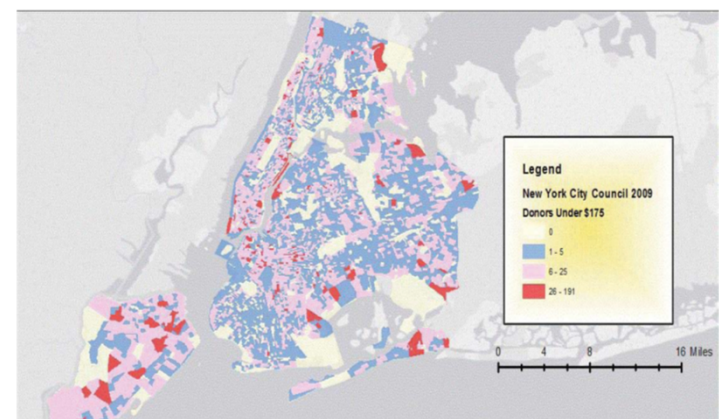 Legend
New York City Council 2009
Donors Under $175
0
1 - 5
6 - 25
26 - 191
0 4 8 16 Miles